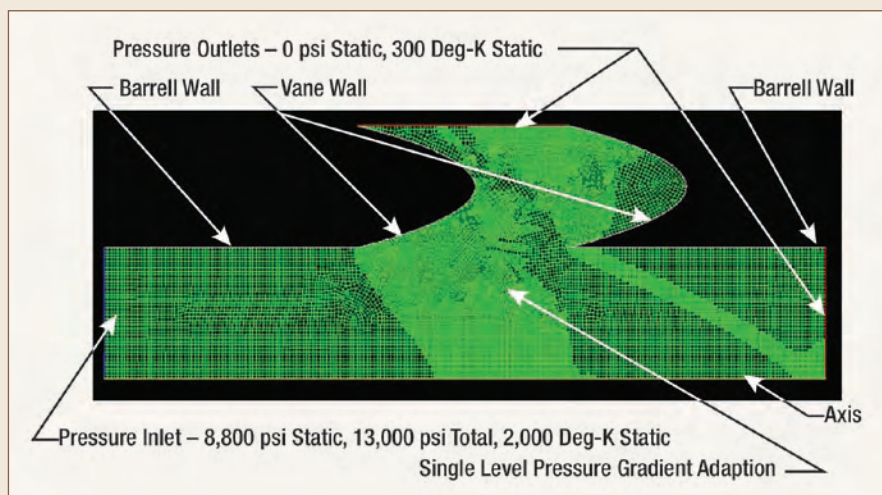 Pressure Outlets – 0 psi Static, 300 Deg-K Static
Barrell Wall
Vane Wall
Barrell Wall
Axis
Pressure Inlet – 8,800 psi Static, 13,000 psi Total, 2,000 Deg-K Static
Single Level Pressure Gradient Adaption